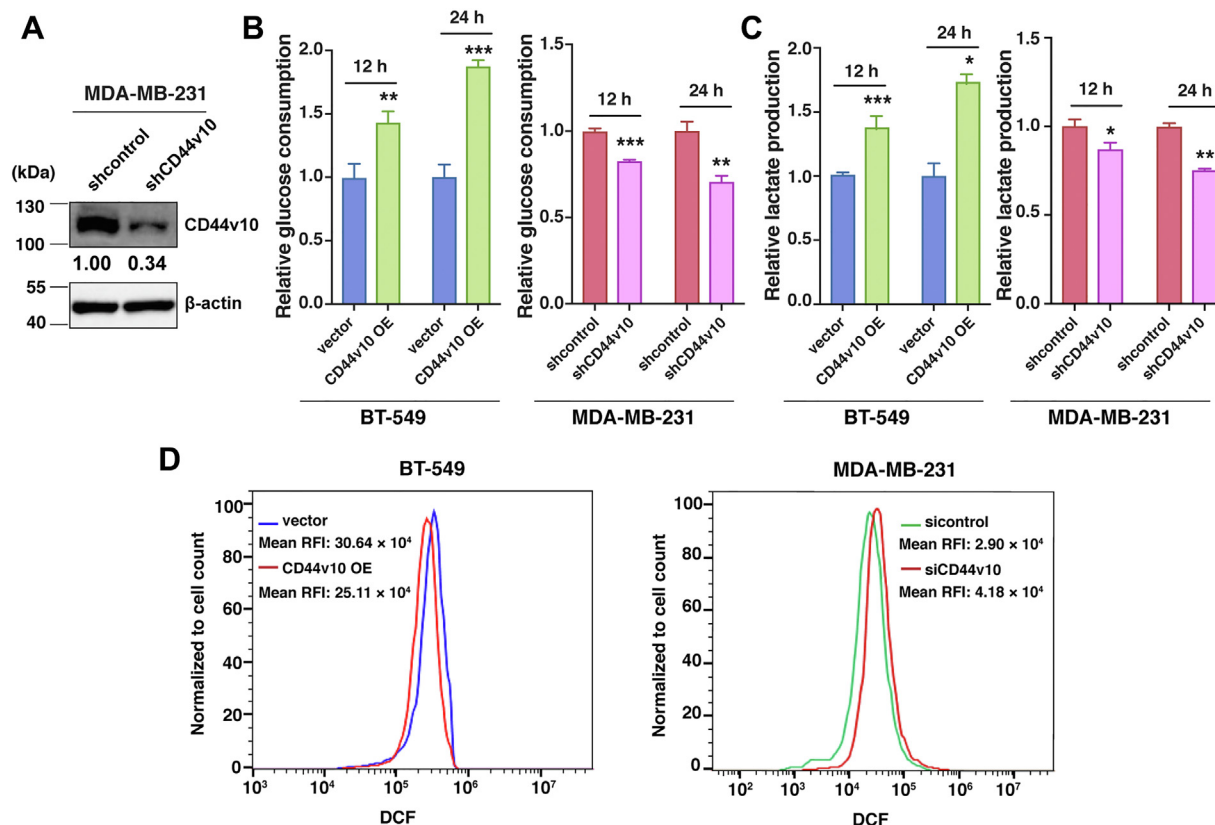 A
MDA-MB-231
(kDa)
shcontrol
shCD44v10
130
100
CD44v10
1.00 0.34
55
40
β-actin
B
Relative glucose consumption
2.0
1.5
1.0
0.5
0.0
12 h
**
24 h
***
vector
CD44v10 OE
vector
CD44v10 OE
BT-549
Relative glucose consumption
1.5
1.0
0.5
0.0
12 h
***
24 h
**
shcontrol
shCD44v10
shcontrol
shCD44v10
MDA-MB-231
C
Relative lactate production
2.0
1.5
1.0
0.5
0.0
12 h
***
24 h
*
vector
CD44v10 OE
vector
CD44v10 OE
BT-549
Relative lactate production
1.5
1.0
0.5
0.0
12 h
*
24 h
**
shcontrol
shCD44v10
shcontrol
shCD44v10
MDA-MB-231
D
BT-549
Normalized to cell count
100
80
60
40
20
0
vector
Mean RFI: 30.64 × 10⁴
CD44v10 OE
Mean RFI: 25.11 × 10⁴
10³ 10⁴ 10⁵ 10⁶ 10⁷
DCF
MDA-MB-231
Normalized to cell count
100
80
60
40
20
0
sicontrol
Mean RFI: 2.90 × 10⁴
siCD44v10
Mean RFI: 4.18 × 10⁴
10² 10³ 10⁴ 10⁵ 10⁶ 10⁷
DCF